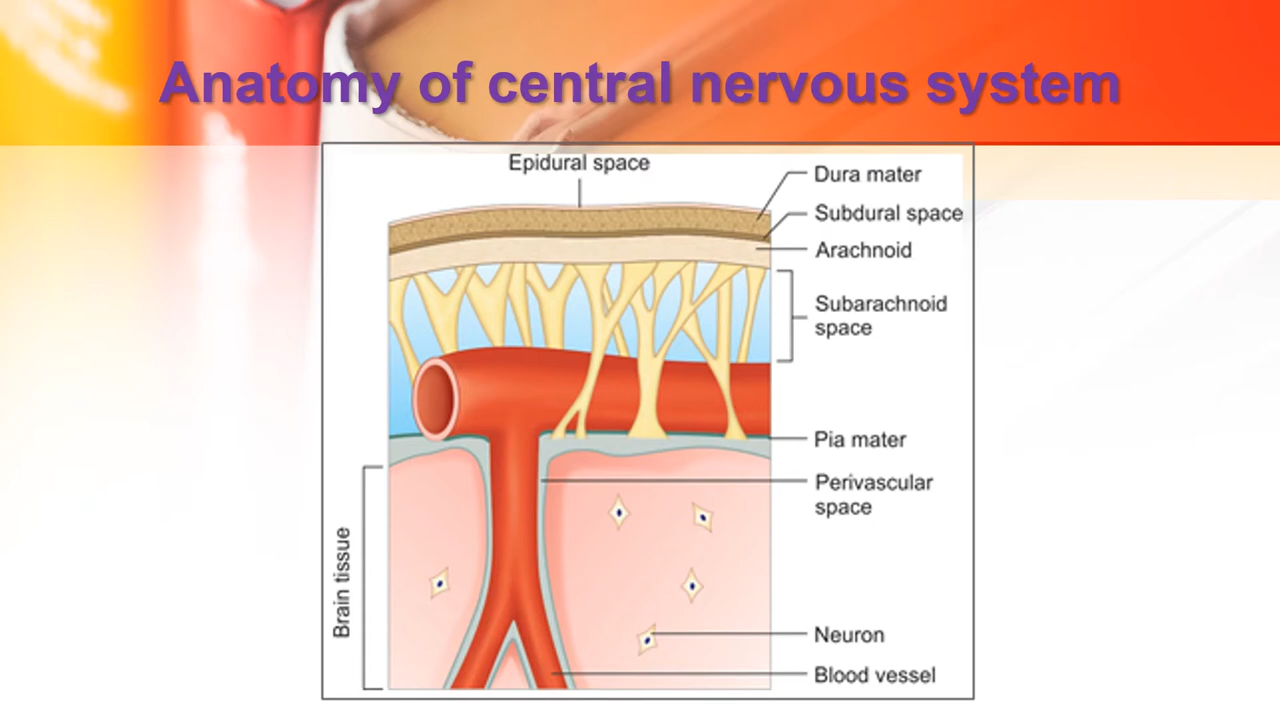 Anatomy of central nervous system
Epidural space
Dura mater
Subdural space
Arachnoid
Subarachnoid
space
Pia mater
Perivascular
space
Brain tissue
Neuron
Blood vessel